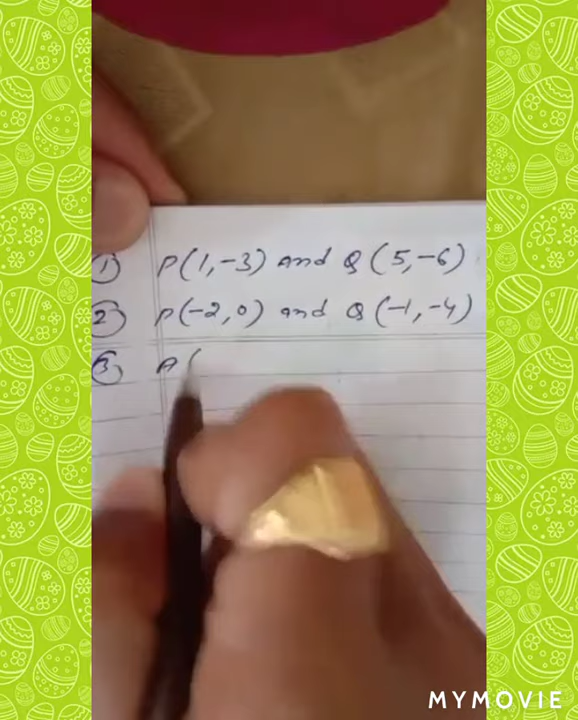 ① P(1,-3) and Q(5,-6)
② P(-2,0) and Q(-1,-4)
③ A(
MYMOVIE